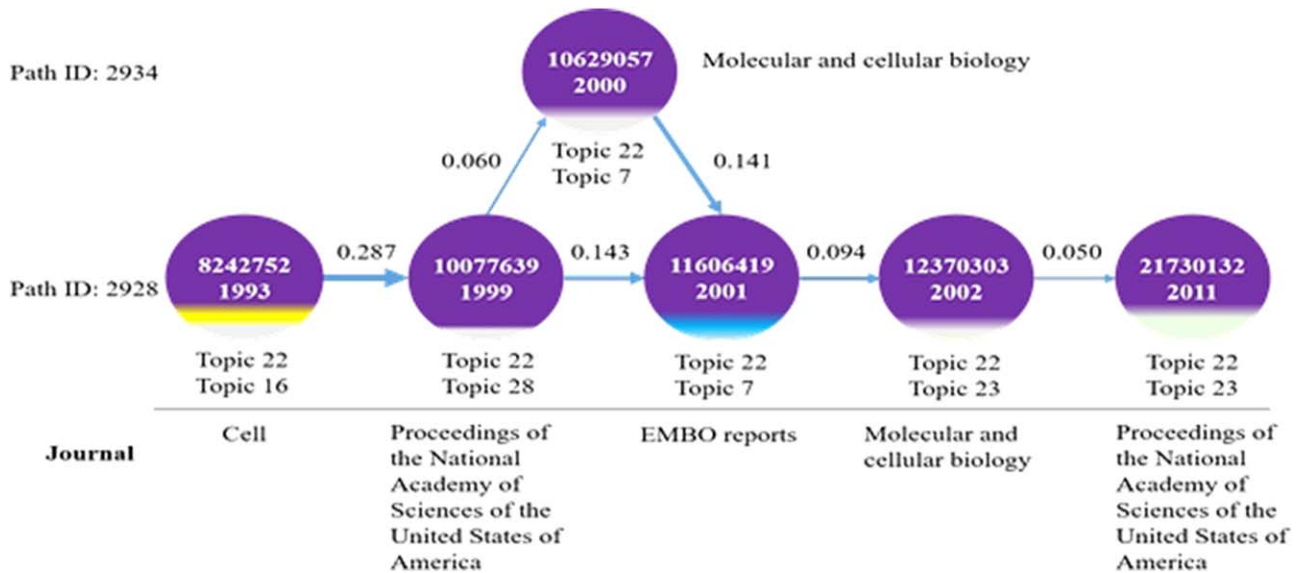 Path ID: 2934
10629057
2000
Molecular and cellular biology
0.060
Topic 22
Topic 7
0.141
Path ID: 2928
8242752
1993
0.287
10077639
1999
0.143
11606419
2001
0.094
12370303
2002
0.050
21730132
2011
Topic 22
Topic 16
Topic 22
Topic 28
Topic 22
Topic 7
Topic 22
Topic 23
Topic 22
Topic 23
Journal
Cell
Proceedings of
the National
Academy of
Sciences of the
United States of
America
EMBO reports
Molecular and
cellular biology
Proceedings of
the National
Academy of
Sciences of the
United States of
America